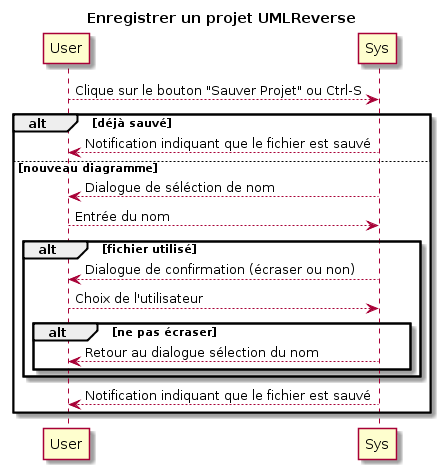 Enregistrer un projet UMLReverse
User Sys
Clique sur le bouton "Sauver Projet" ou Ctrl-S
alt [déjà sauvé]
Notification indiquant que le fichier est sauvé
[nouveau diagramme]
Dialogue de séléction de nom
Entrée du nom
alt [fichier utilisé]
Dialogue de confirmation (écraser ou non)
Choix de l'utilisateur
alt [ne pas écraser]
Retour au dialogue sélection du nom
Notification indiquant que le fichier est sauvé
User Sys